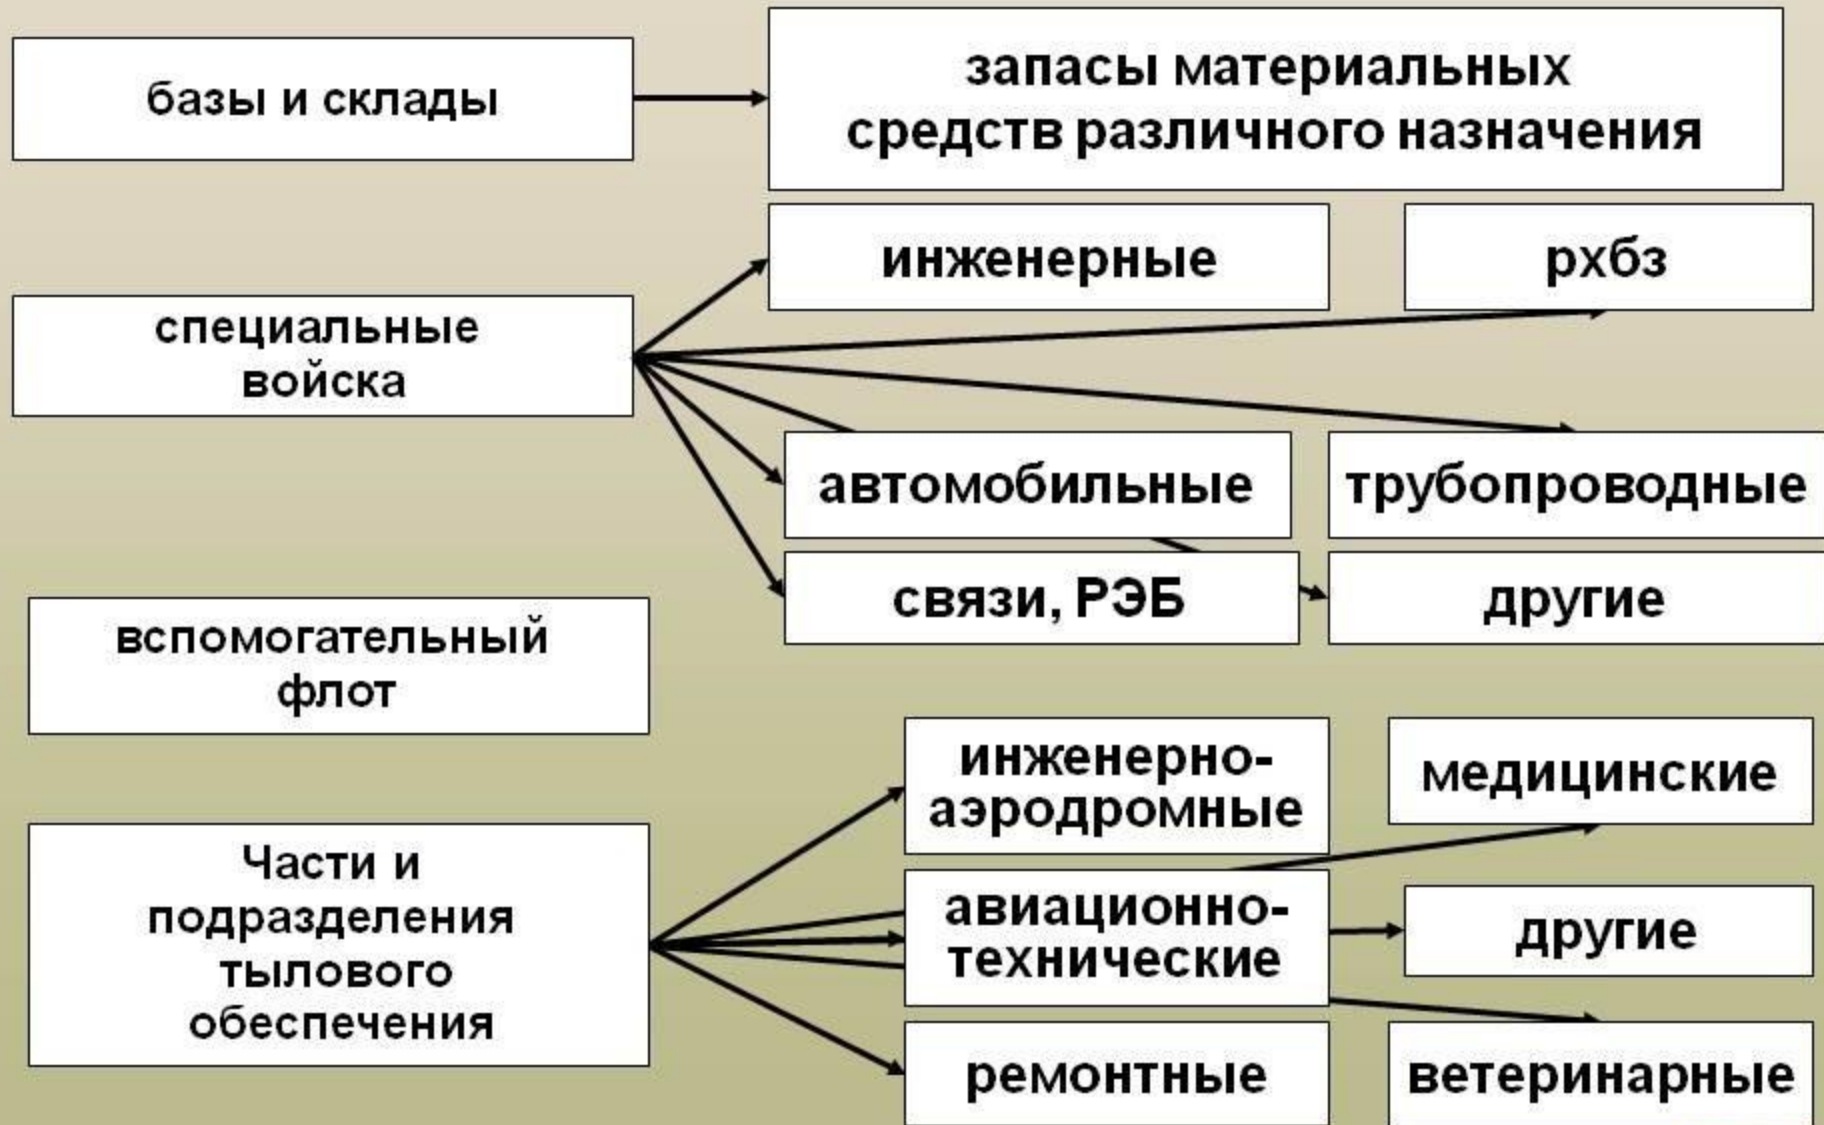 базы и склады
запасы материальных
средств различного назначения
инженерные
рхбз
специальные
войска
автомобильные
трубопроводные
связи, РЭБ
другие
вспомогательный
флот
инженерно-
аэродромные
медицинские
Части и
подразделения
тылового
обеспечения
авиационно-
технические
другие
ремонтные
ветеринарные